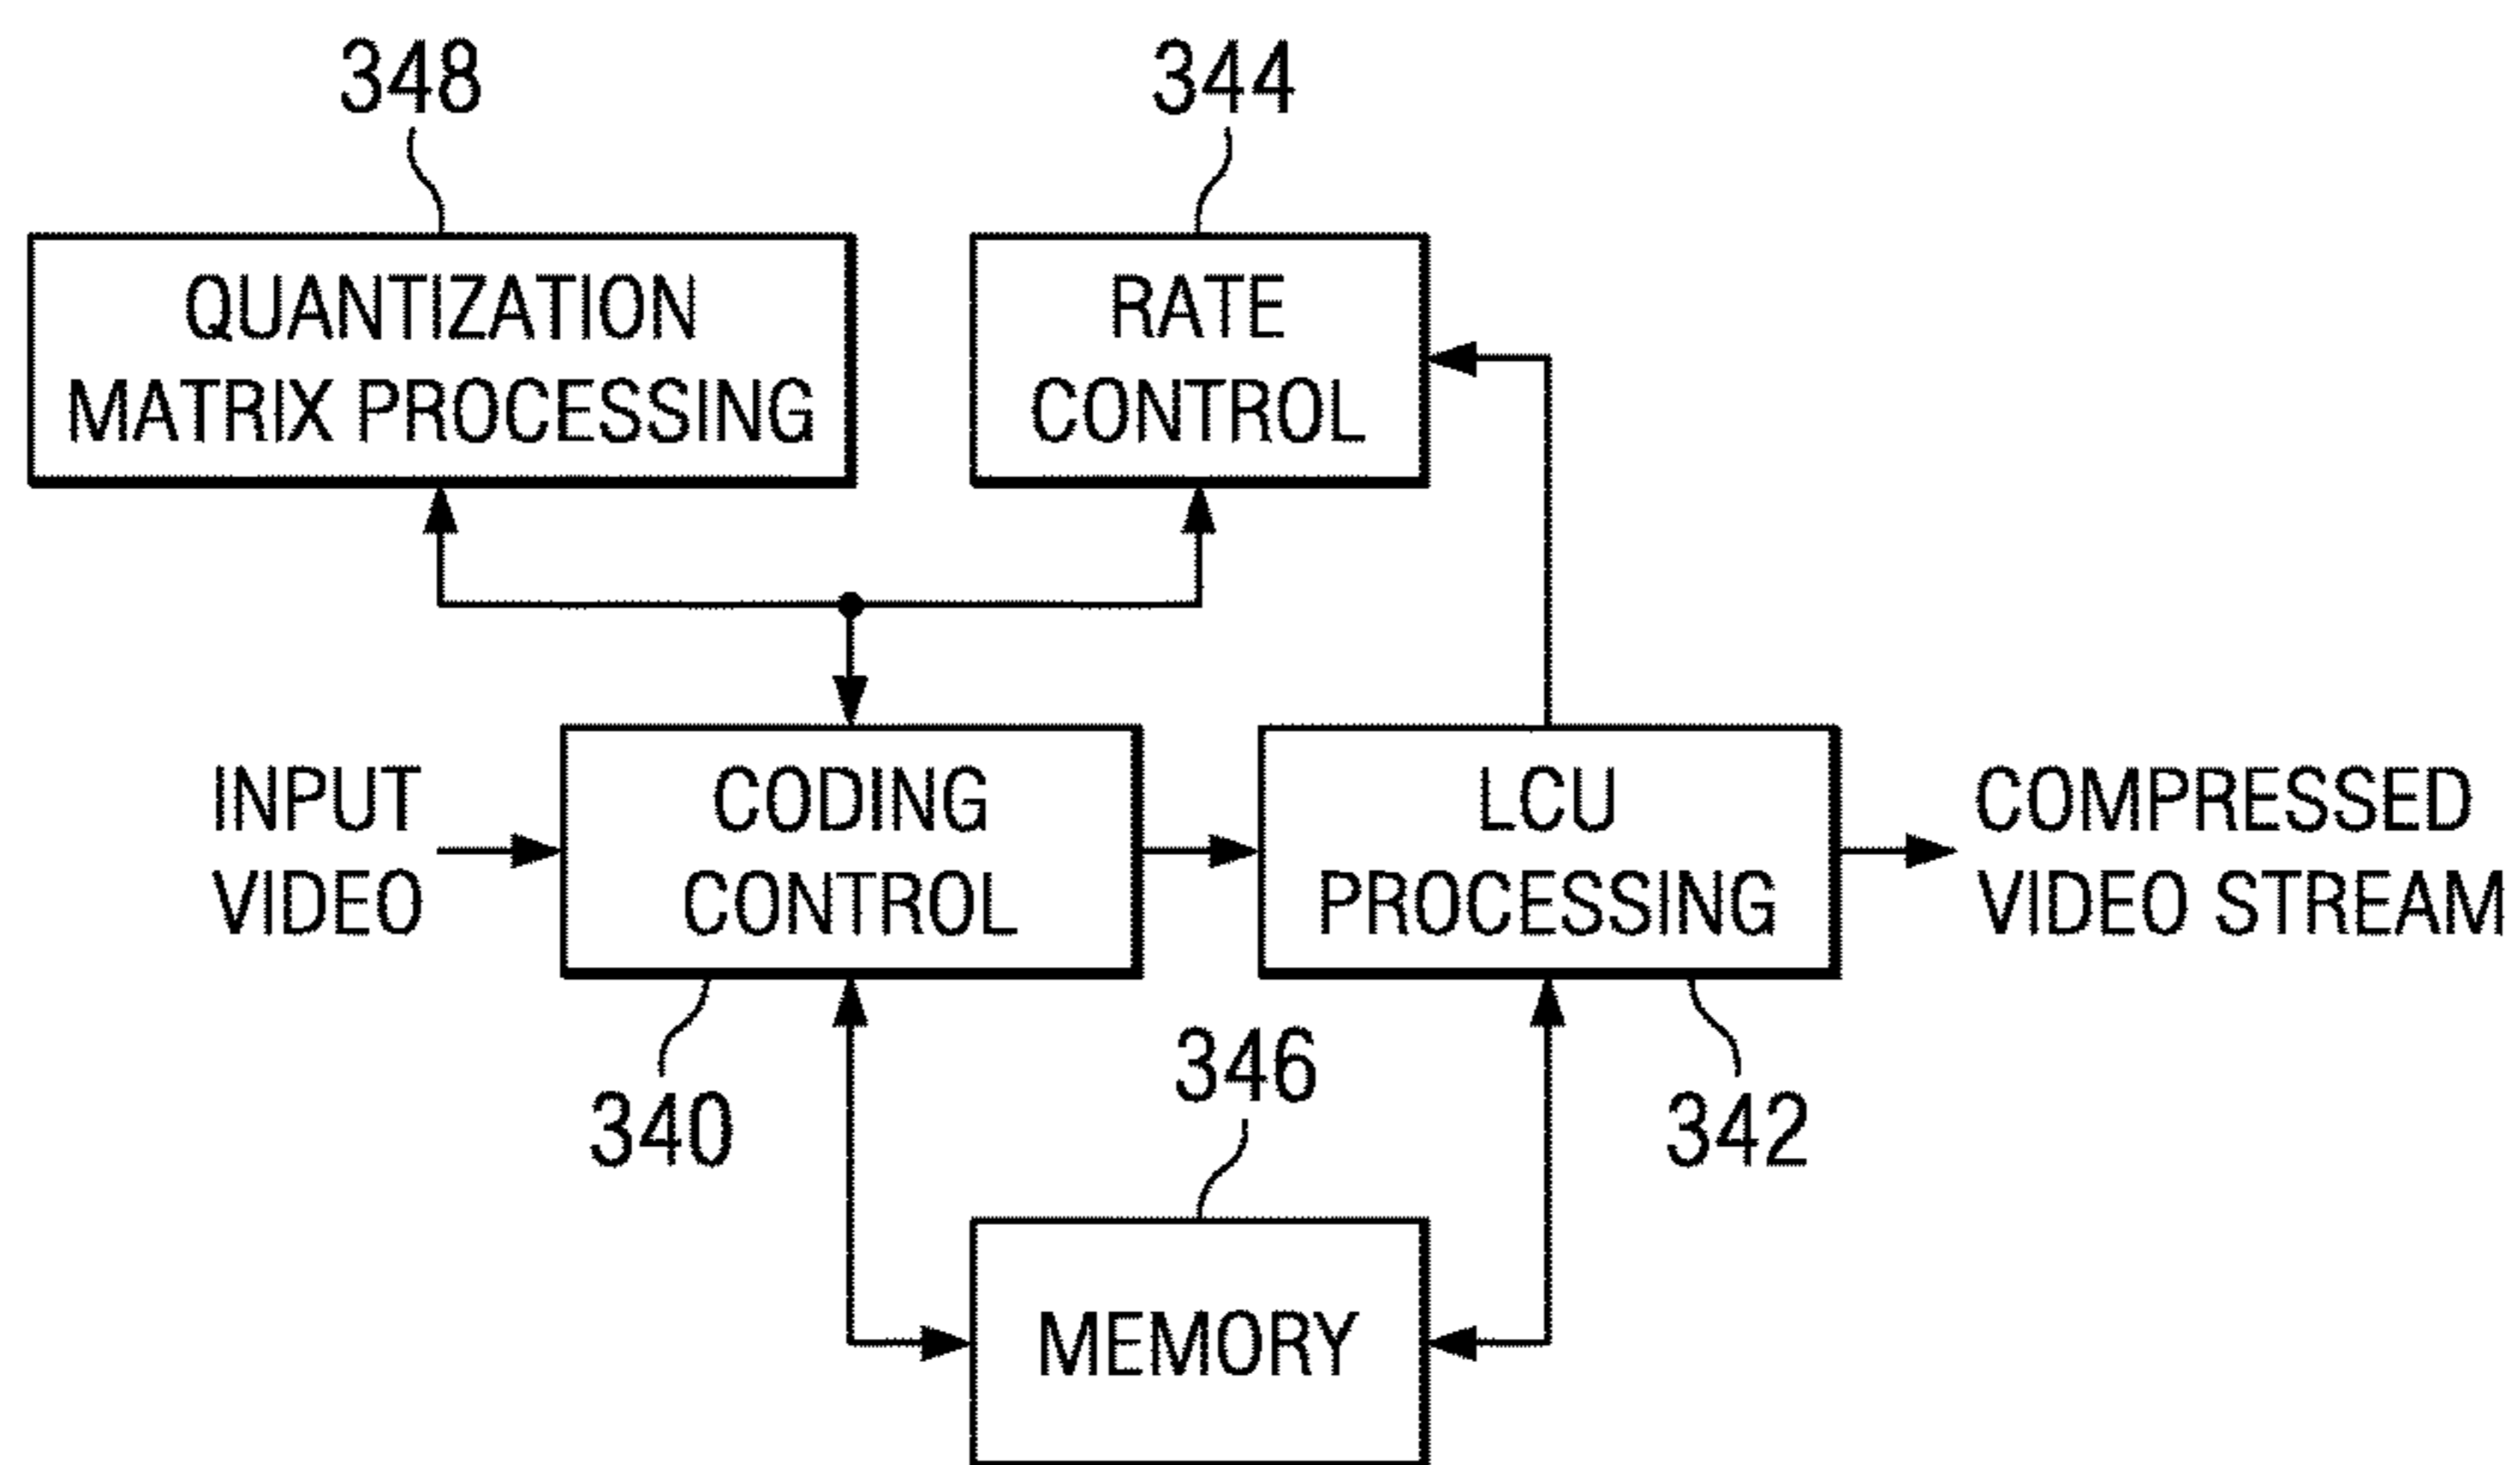 348
344
QUANTIZATION
MATRIX PROCESSING
RATE
CONTROL
INPUT
VIDEO
CODING
CONTROL
LCU
PROCESSING
COMPRESSED
VIDEO STREAM
340
346
342
MEMORY